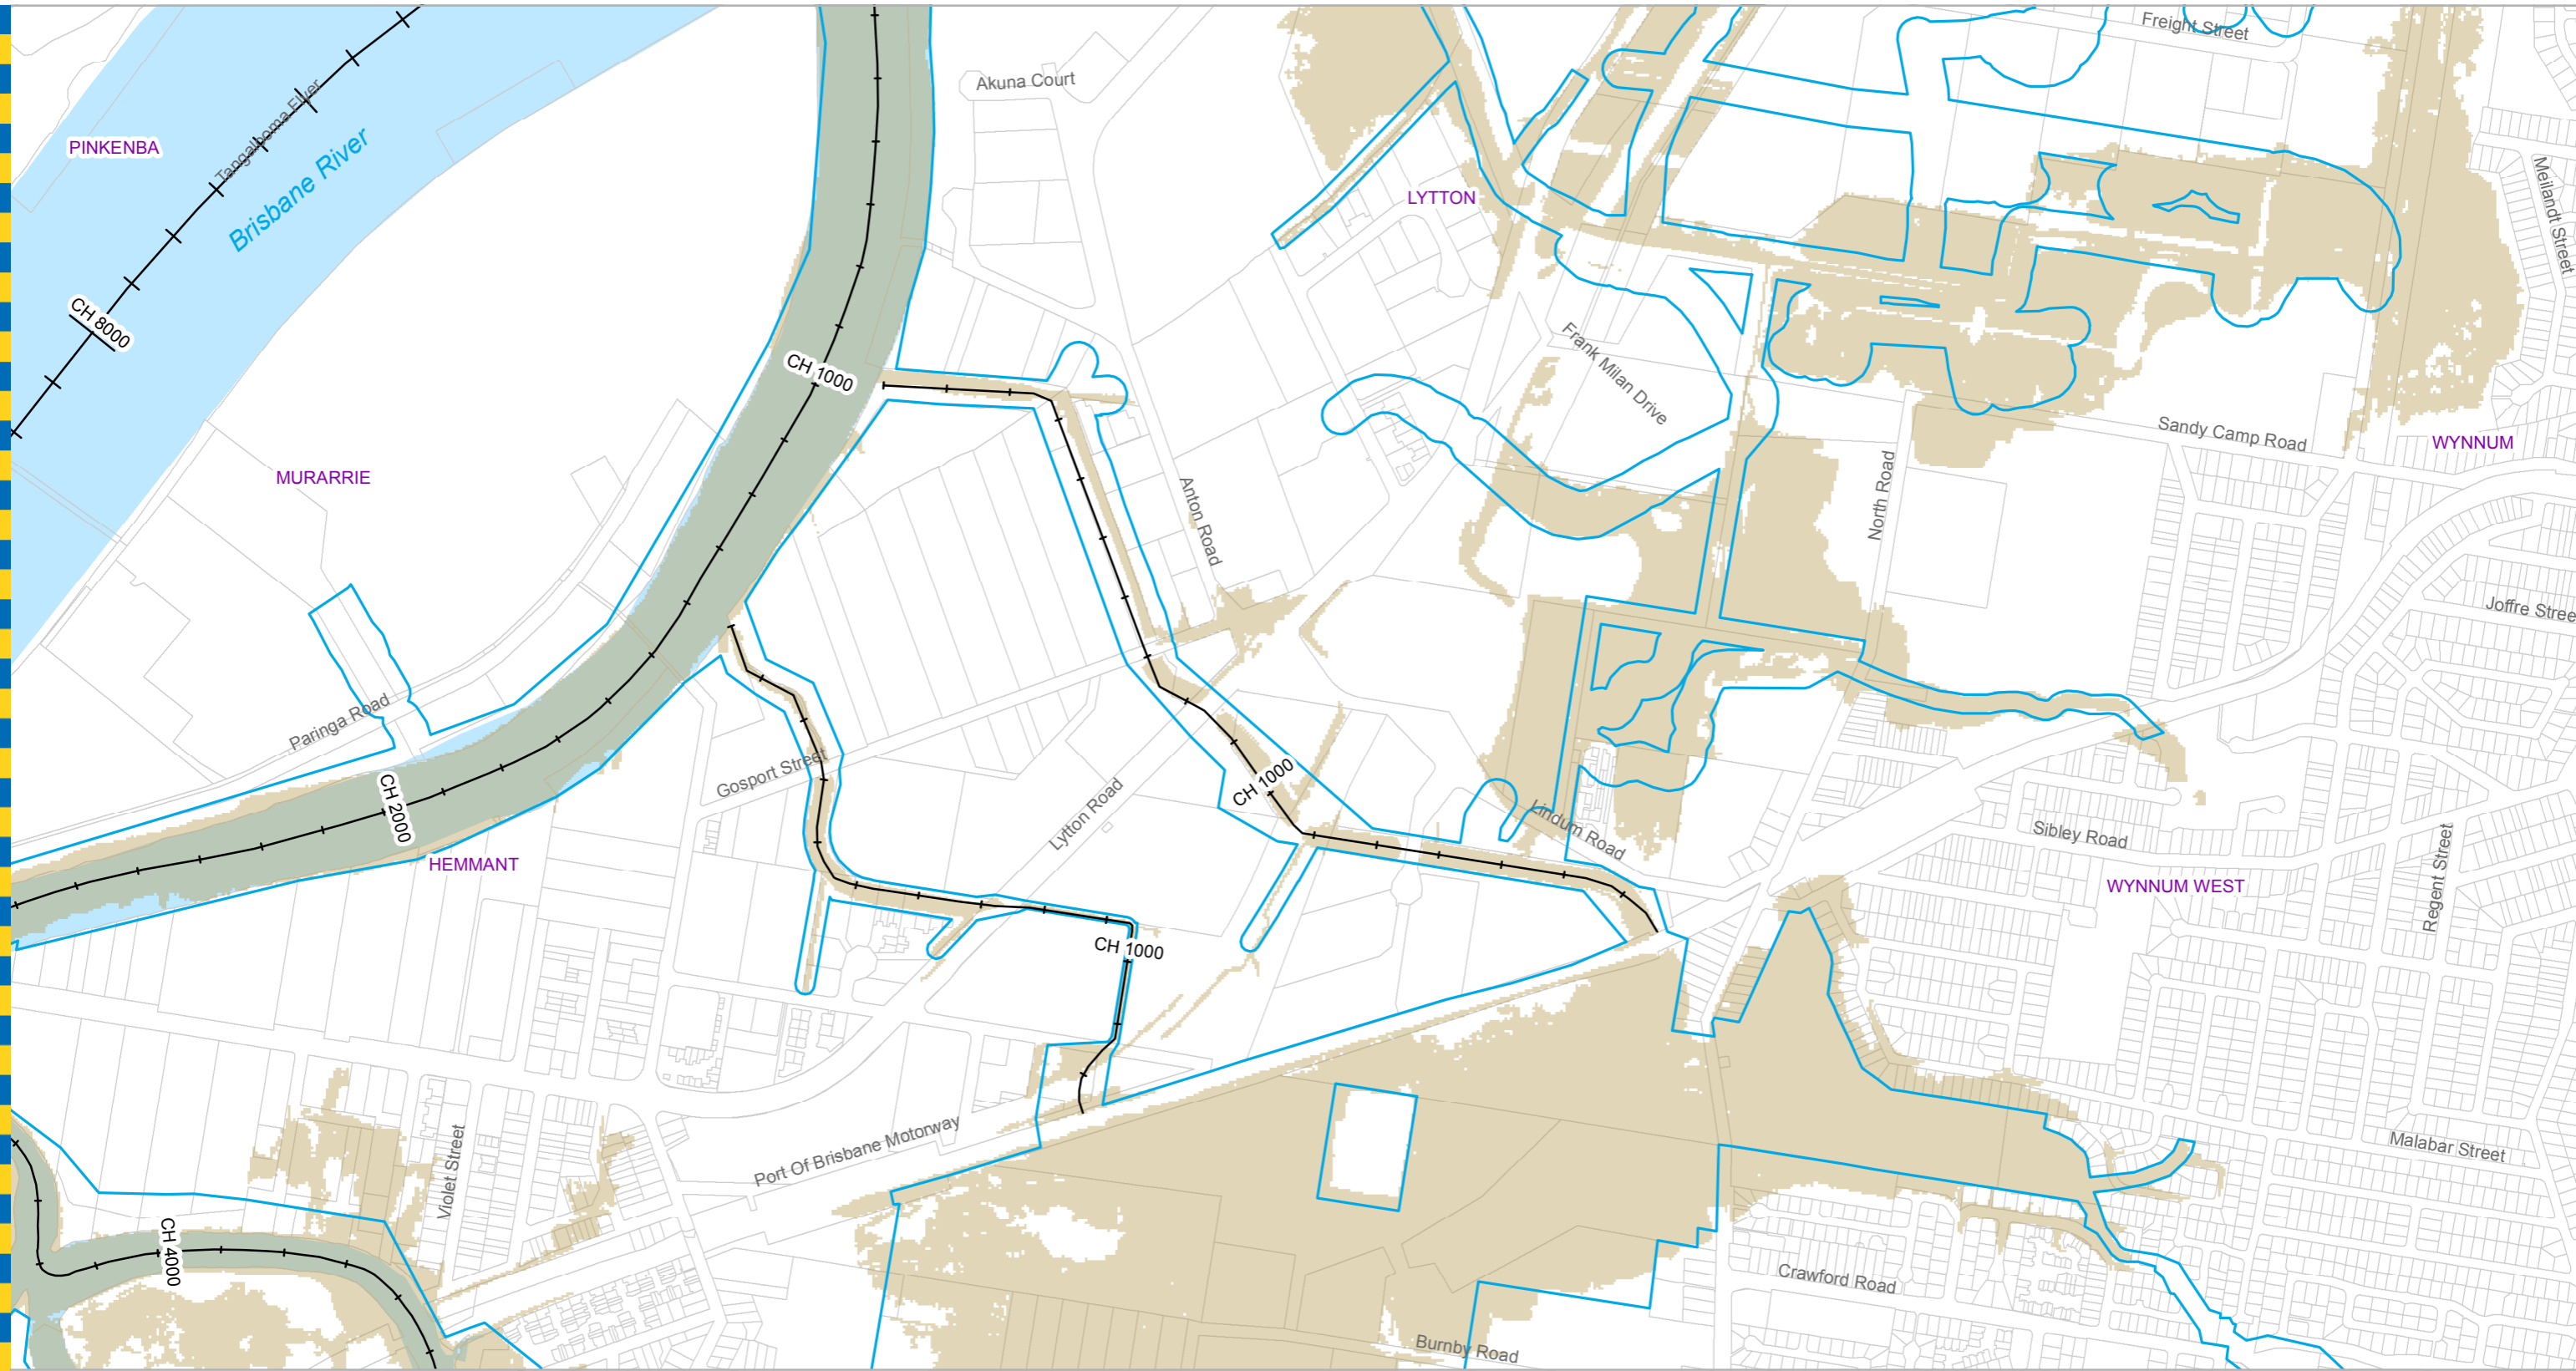 Freight Street
Akuna Court
Tangalooma Flyer
PINKENBA
Brisbane River
LYTTON
Meilandt Street
CH 8000
CH 1000
Frank Milan Drive
Sandy Camp Road
WYNNUM
MURARRIE
Anton Road
North Road
Joffre Stree
Paringa Road
Gosport Street
CH 1000
Lytton Road
CH 2000
Lindum Road
Sibley Road
HEMMANT
Regent Street
WYNNUM WEST
CH 1000
Port Of Brisbane Motorway
Violet Street
Malabar Street
CH 4000
Crawford Road
Burnby Road